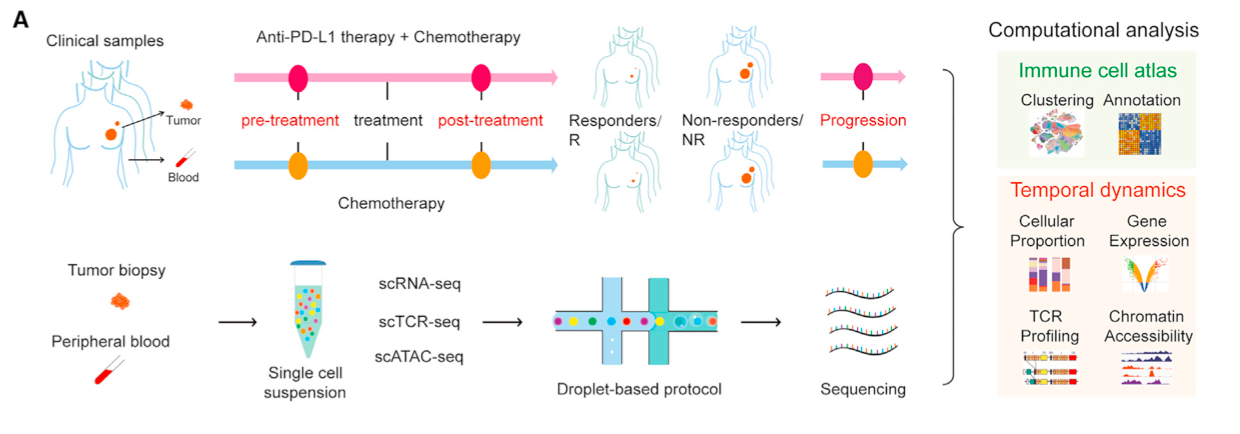 A
Clinical samples
Tumor
Blood
Anti-PD-L1 therapy + Chemotherapy
pre-treatment
treatment
post-treatment
Chemotherapy
Responders/
R
Non-responders/
NR
Progression
Tumor biopsy
Peripheral blood
Single cell
suspension
scRNA-seq
scTCR-seq
scATAC-seq
Droplet-based protocol
Sequencing
Computational analysis
Immune cell atlas
Clustering
Annotation
Temporal dynamics
Cellular
Proportion
Gene
Expression
TCR
Profiling
Chromatin
Accessibility